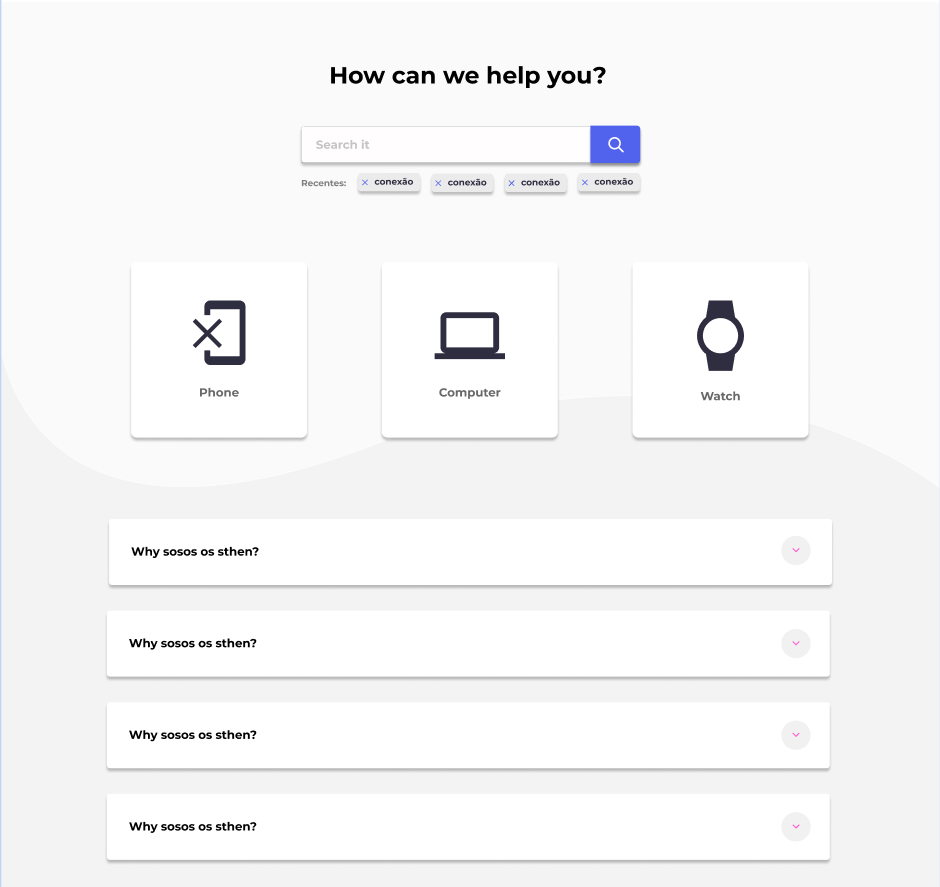 How can we help you?
Search it
Recentes: conexão conexão conexão conexão
Phone Computer Watch
Why sosos os sthen?
Why sosos os sthen?
Why sosos os sthen?
Why sosos os sthen?